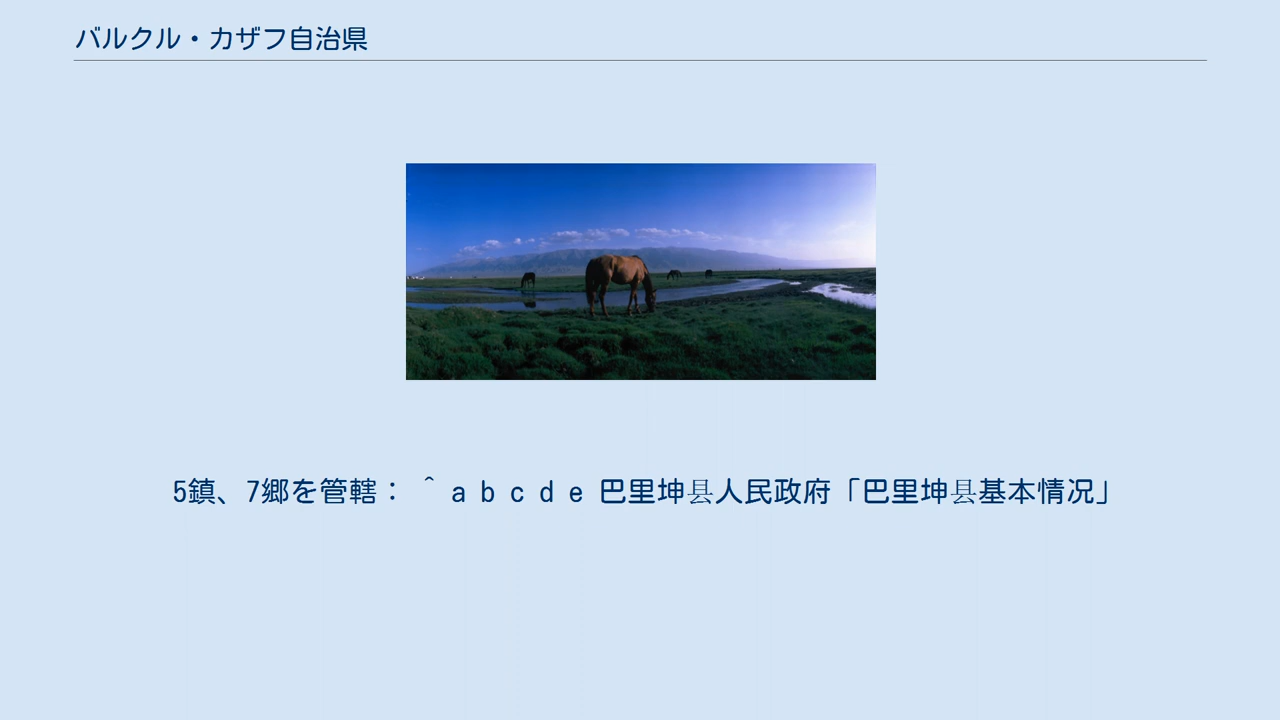 バルクル・カザフ自治県
5鎮、7郷を管轄： ＾ａｂｃｄｅ 巴里坤县人民政府「巴里坤县基本情况」